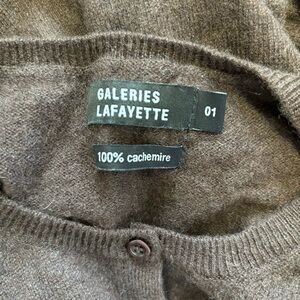 GALERIES
LAFAYETTE
01
100% cachemire